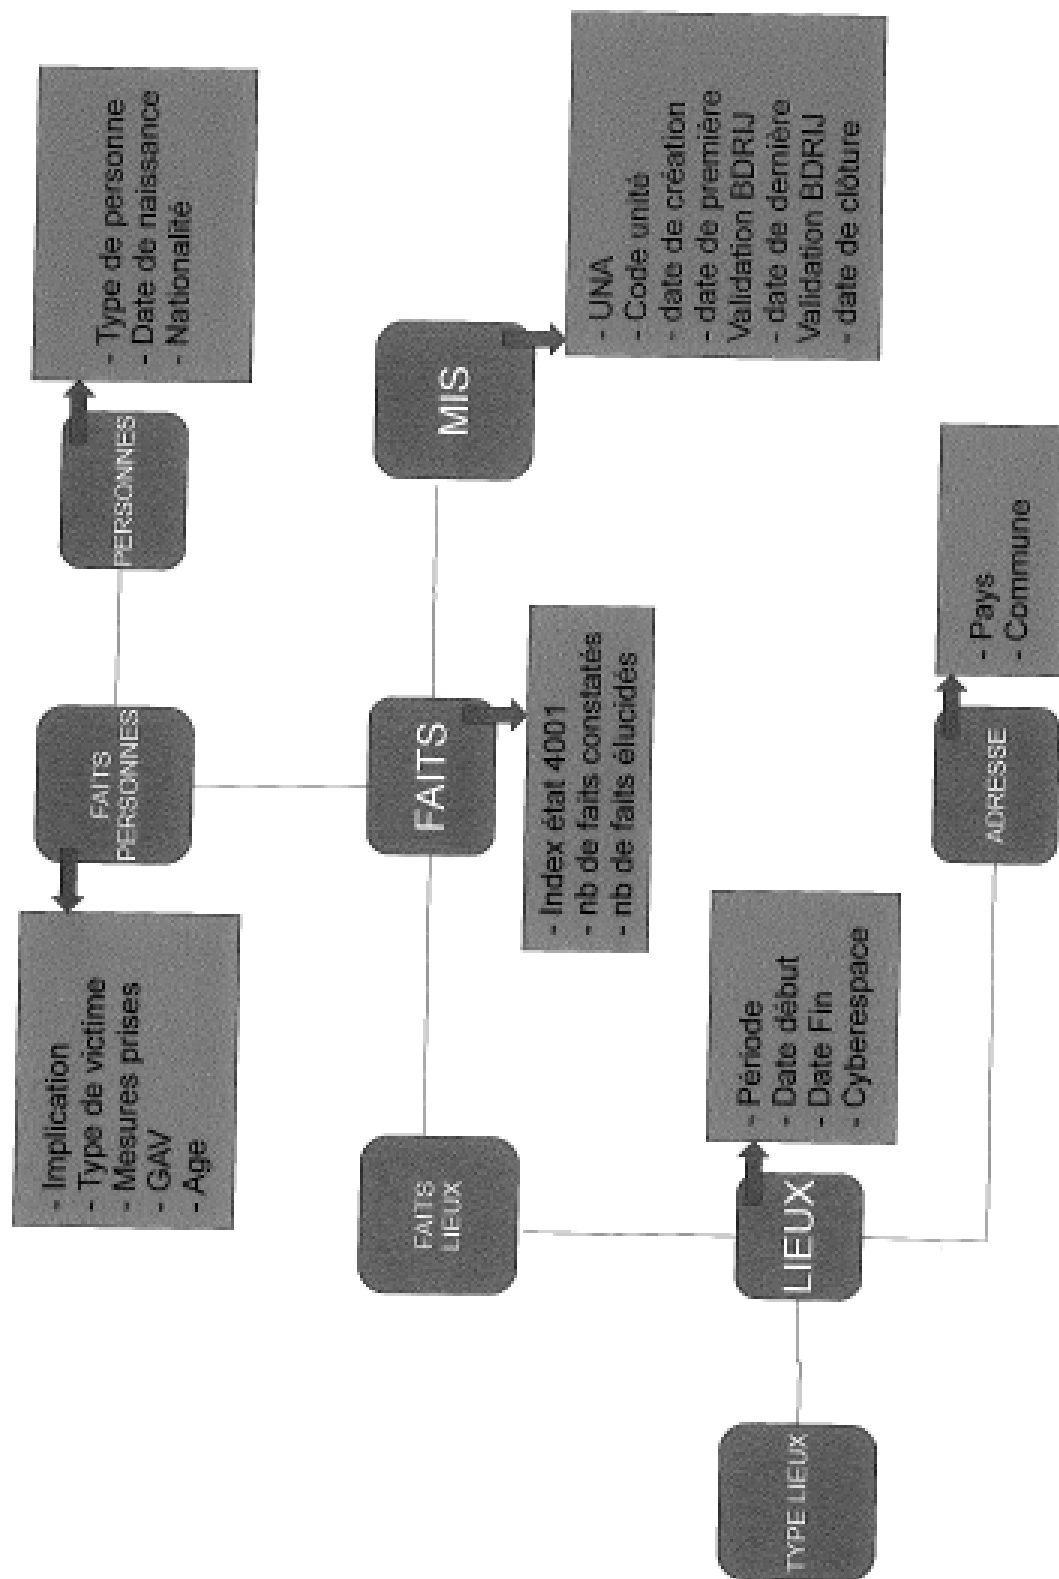 - Implication
- Type de victime
- Mesures prises
- GAV
- Age
FAITS
PERSONNES
PERSONNES
- Type de personne
- Date de naissance
- Nationalité
FAITS
LIEUX
FAITS
MIS
- Index état 4001
- nb de faits constatés
- nb de faits élucidés
- UNA
- Code unité
- date de création
- date de première
Validation BDRIJ
- date de dernière
Validation BDRIJ
- date de clôture
TYPE LIEUX
LIEUX
- Période
- Date début
- Date Fin
- Cyberespace
ADRESSE
- Pays
- Commune